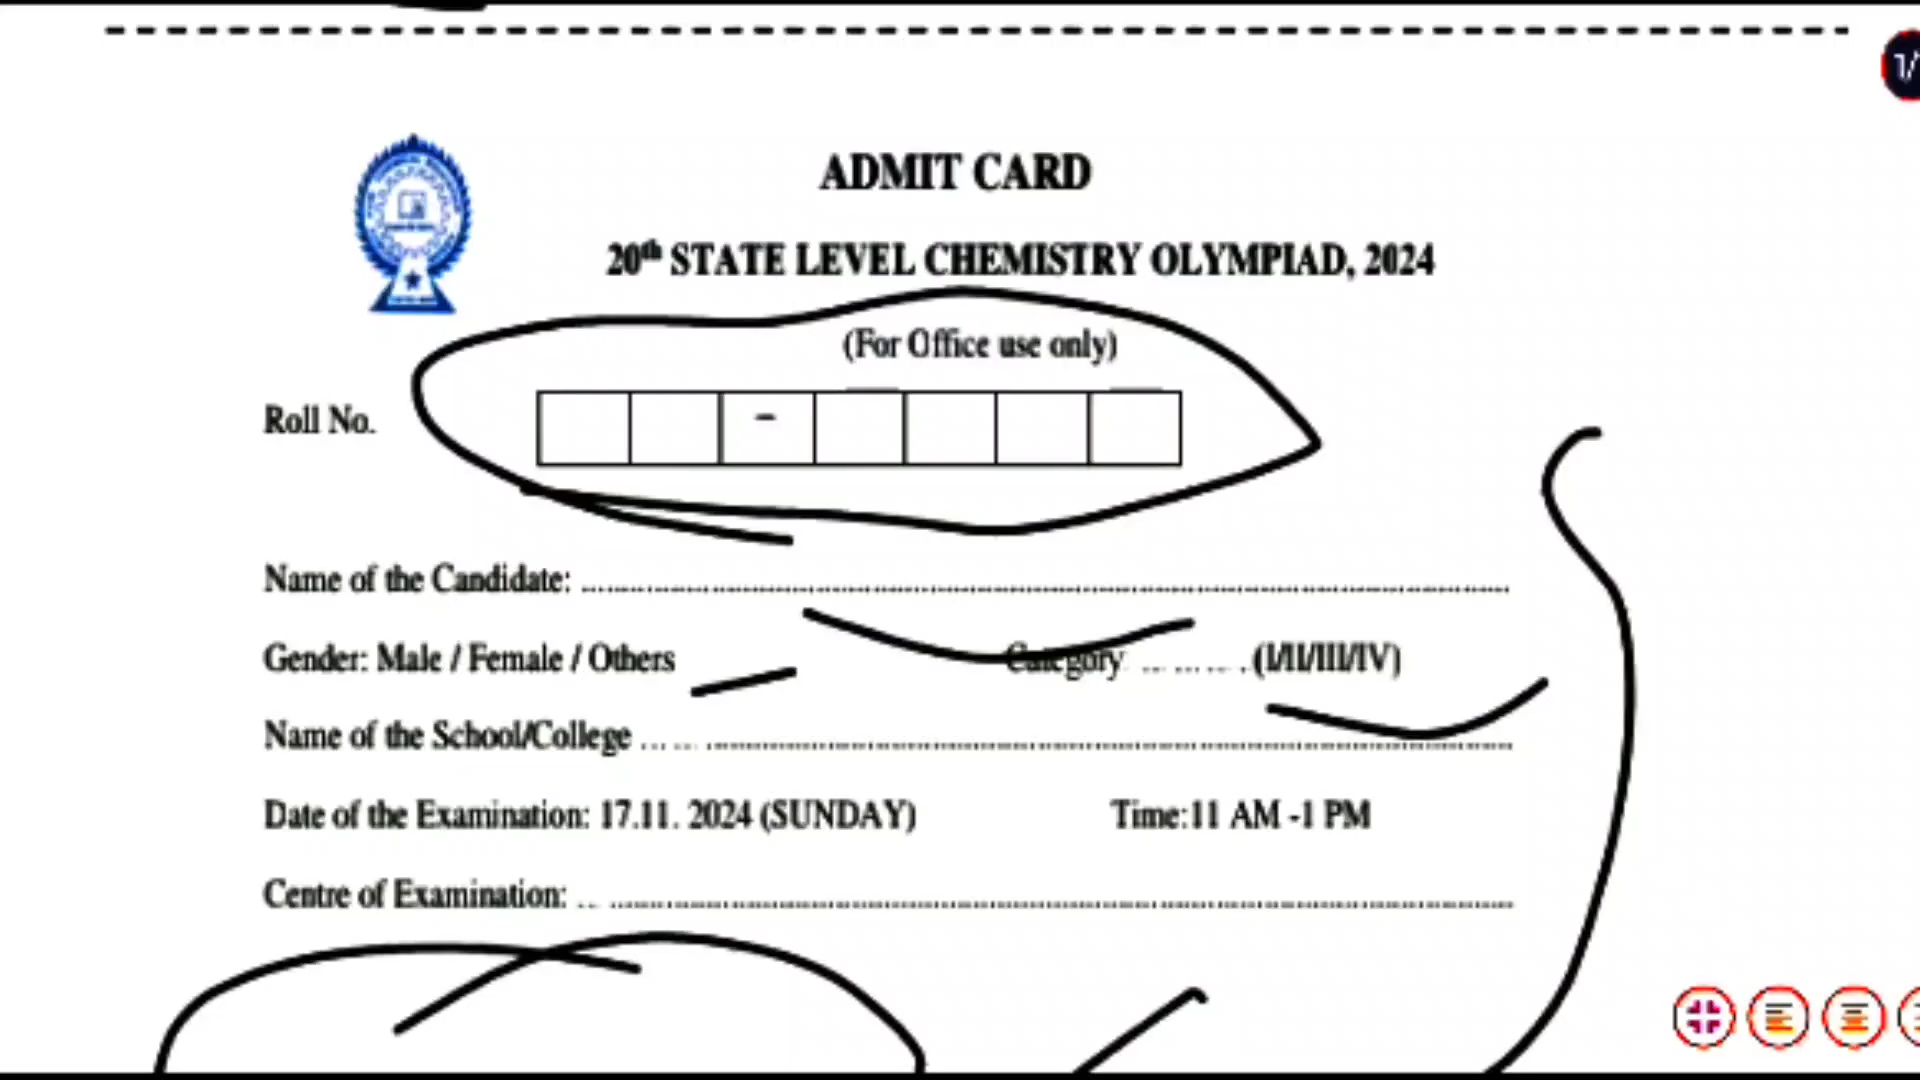 1/
ADMIT CARD
20th STATE LEVEL CHEMISTRY OLYMPIAD, 2024
(For Office use only)
Roll No. -
Name of the Candidate: ........................................
Gender: Male / Female / Others Category .......... (I/II/III/IV)
Name of the School/College ........................................
Date of the Examination: 17.11. 2024 (SUNDAY) Time:11 AM -1 PM
Centre of Examination: ........................................